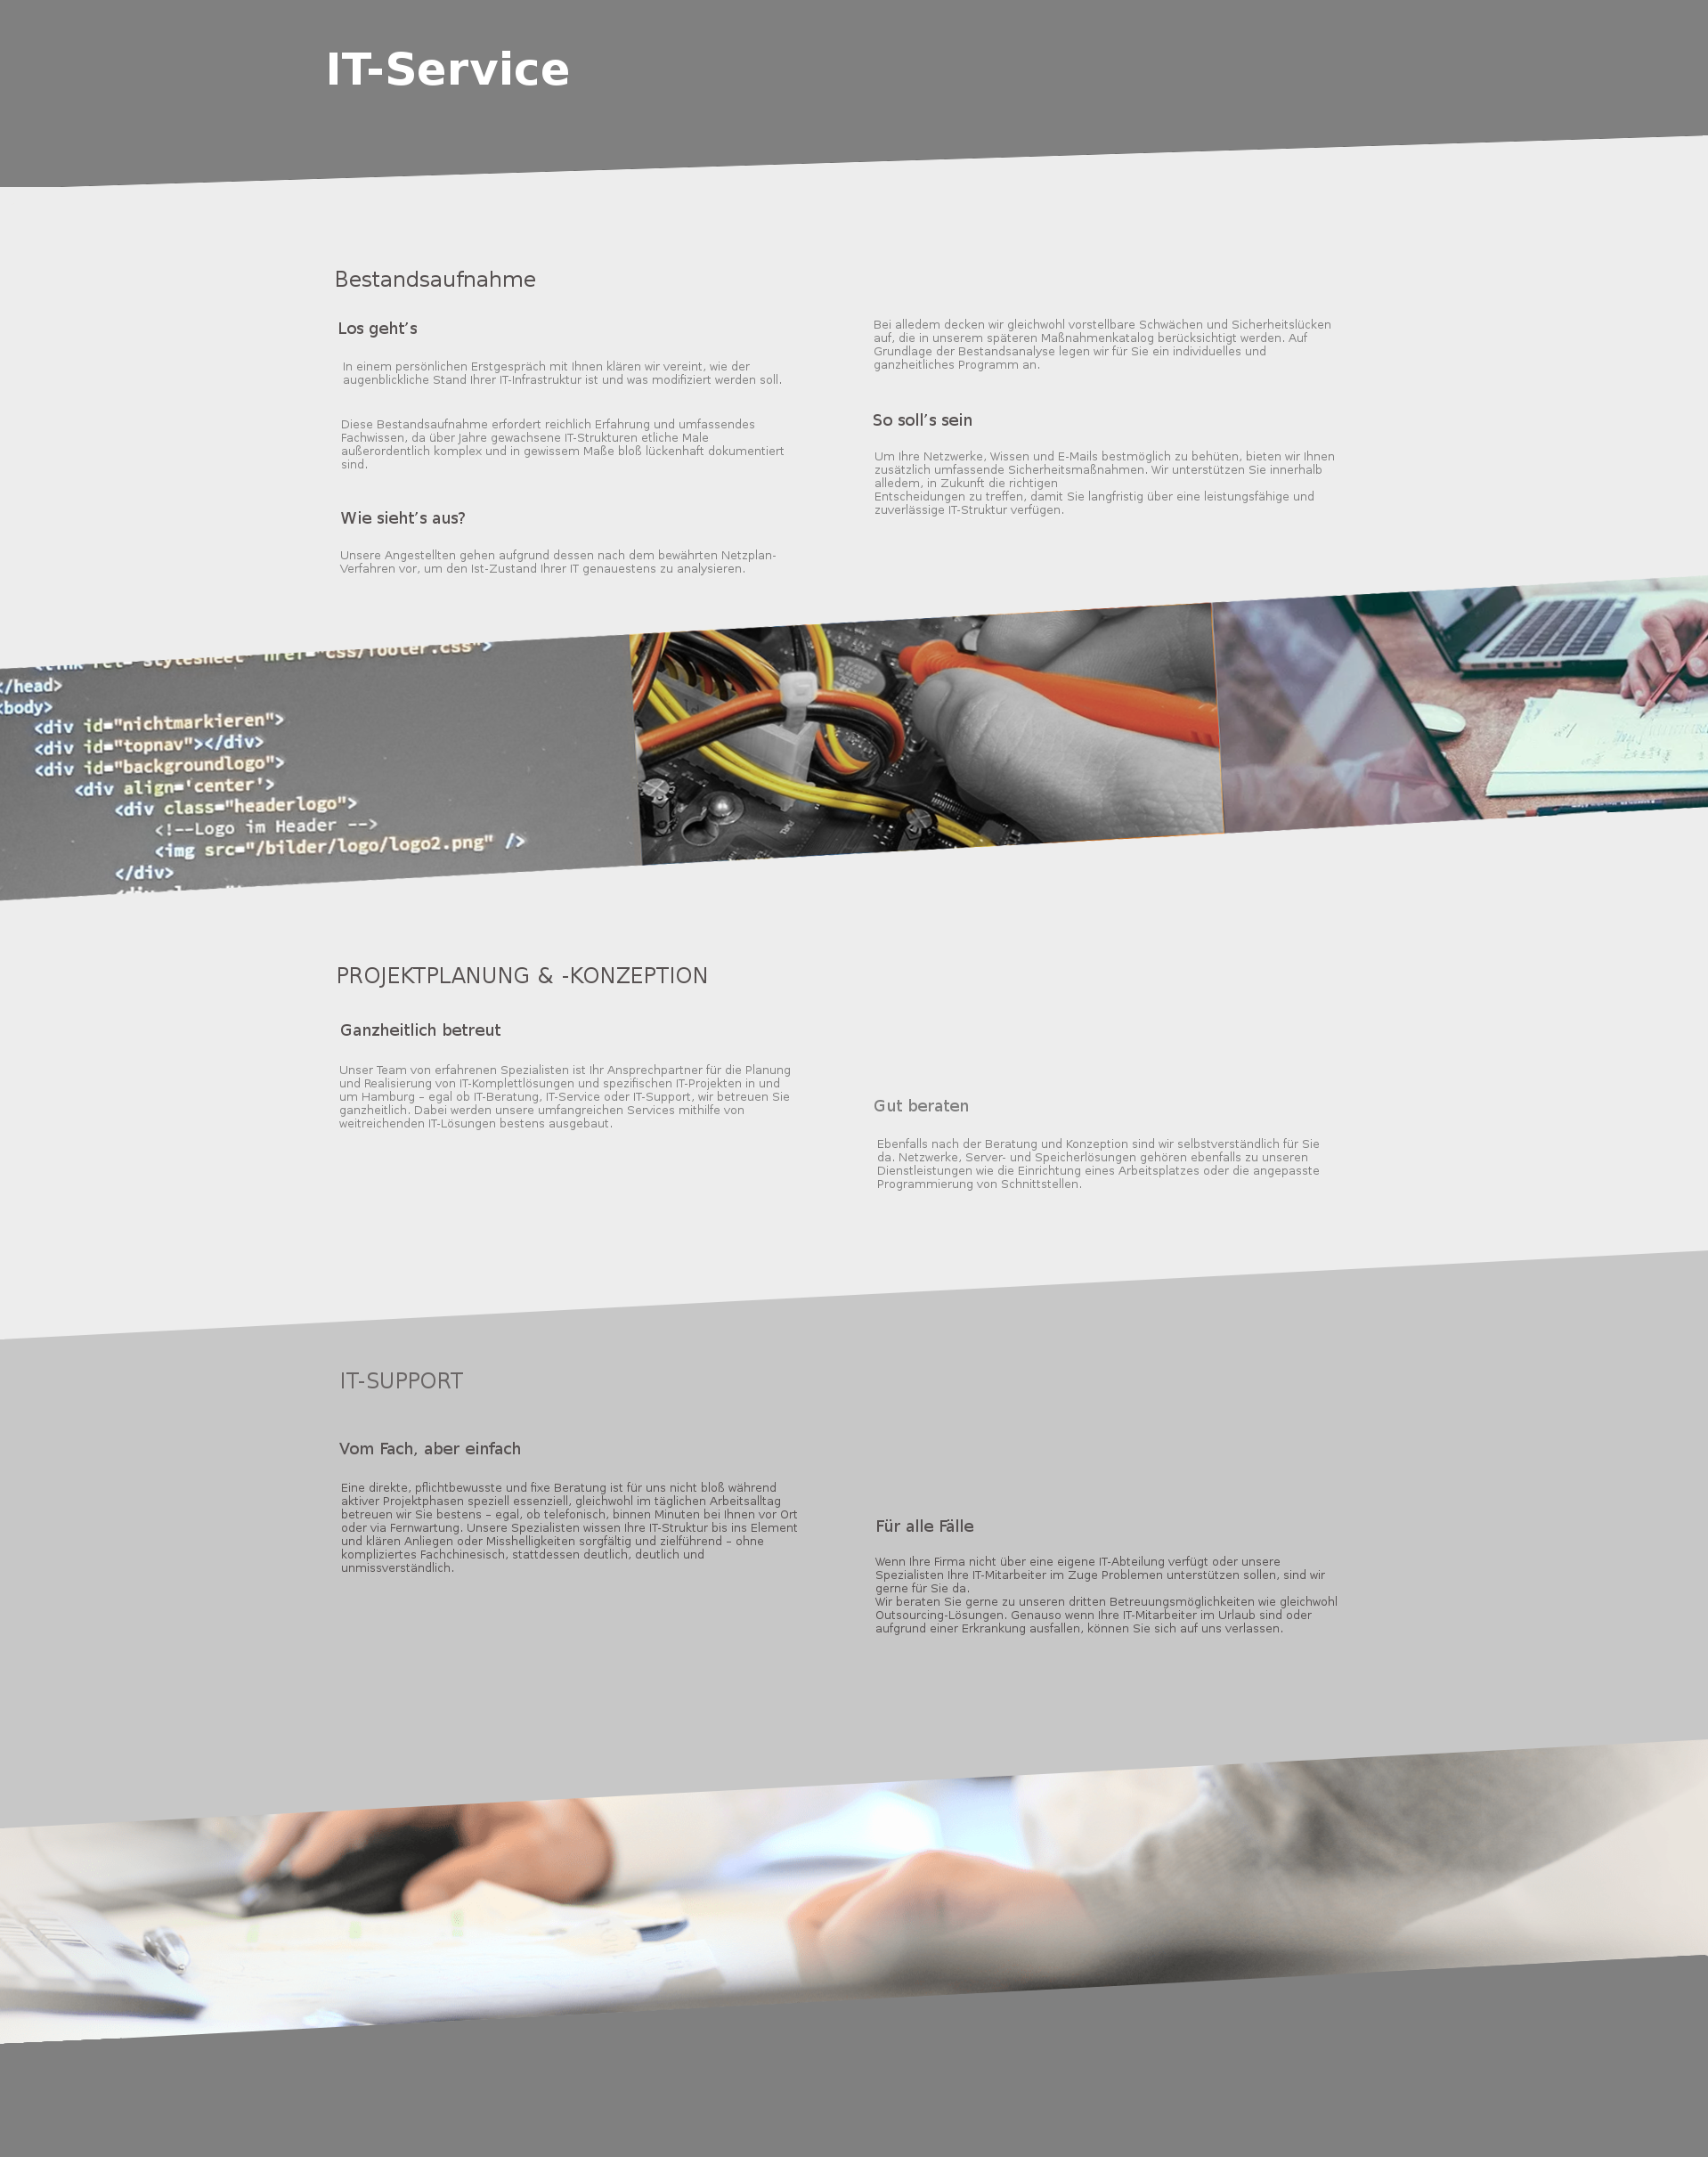 IT-Service
Bestandsaufnahme
Los geht's
In einem persönlichen Erstgespräch mit Ihnen klären wir vereint, wie der
augenblickliche Stand Ihrer IT-Infrastruktur ist und was modifiziert werden soll.
Diese Bestandsaufnahme erfordert reichlich Erfahrung und umfassendes
Fachwissen, da über Jahre gewachsene IT-Strukturen etliche Male
außerordentlich komplex und in gewissem Maße bloß lückenhaft dokumentiert
sind.
Wie sieht's aus?
Unsere Angestellten gehen aufgrund dessen nach dem bewährten Netzplan-
Verfahren vor, um den Ist-Zustand Ihrer IT genauestens zu analysieren.
Bei alledem decken wir gleichwohl vorstellbare Schwächen und Sicherheitslücken
auf, die in unserem späteren Maßnahmenkatalog berücksichtigt werden. Auf
Grundlage der Bestandsanalyse legen wir für Sie ein individuelles und
ganzheitliches Programm an.
So soll's sein
Um Ihre Netzwerke, Wissen und E-Mails bestmöglich zu behüten, bieten wir Ihnen
zusätzlich umfassende Sicherheitsmaßnahmen. Wir unterstützen Sie innerhalb
alledem, in Zukunft die richtigen
Entscheidungen zu treffen, damit Sie langfristig über eine leistungsfähige und
zuverlässige IT-Struktur verfügen.
<link rel="stylesheet" href="css/footer.css">
</head>
<body>
<div id="nichtmarkieren">
<div id="topnav"></div>
<div id="backgroundlogo">
<div align='center'>
<div class="headerlogo">
<!--Logo im Header -->
<img src="/bilder/logo/logo2.png" />
</div>
PROJEKTPLANUNG & -KONZEPTION
Ganzheitlich betreut
Unser Team von erfahrenen Spezialisten ist Ihr Ansprechpartner für die Planung
und Realisierung von IT-Komplettlösungen und spezifischen IT-Projekten in und
um Hamburg – egal ob IT-Beratung, IT-Service oder IT-Support, wir betreuen Sie
ganzheitlich. Dabei werden unsere umfangreichen Services mithilfe von
weitreichenden IT-Lösungen bestens ausgebaut.
Gut beraten
Ebenfalls nach der Beratung und Konzeption sind wir selbstverständlich für Sie
da. Netzwerke, Server- und Speicherlösungen gehören ebenfalls zu unseren
Dienstleistungen wie die Einrichtung eines Arbeitsplatzes oder die angepasste
Programmierung von Schnittstellen.
IT-SUPPORT
Vom Fach, aber einfach
Eine direkte, pflichtbewusste und fixe Beratung ist für uns nicht bloß während
aktiver Projektphasen speziell essenziell, gleichwohl im täglichen Arbeitsalltag
betreuen wir Sie bestens – egal, ob telefonisch, binnen Minuten bei Ihnen vor Ort
oder via Fernwartung. Unsere Spezialisten wissen Ihre IT-Struktur bis ins Element
und klären Anliegen oder Misshelligkeiten sorgfältig und zielführend – ohne
kompliziertes Fachchinesisch, stattdessen deutlich, deutlich und
unmissverständlich.
Für alle Fälle
Wenn Ihre Firma nicht über eine eigene IT-Abteilung verfügt oder unsere
Spezialisten Ihre IT-Mitarbeiter im Zuge Problemen unterstützen sollen, sind wir
gerne für Sie da.
Wir beraten Sie gerne zu unseren dritten Betreuungsmöglichkeiten wie gleichwohl
Outsourcing-Lösungen. Genauso wenn Ihre IT-Mitarbeiter im Urlaub sind oder
aufgrund einer Erkrankung ausfallen, können Sie sich auf uns verlassen.